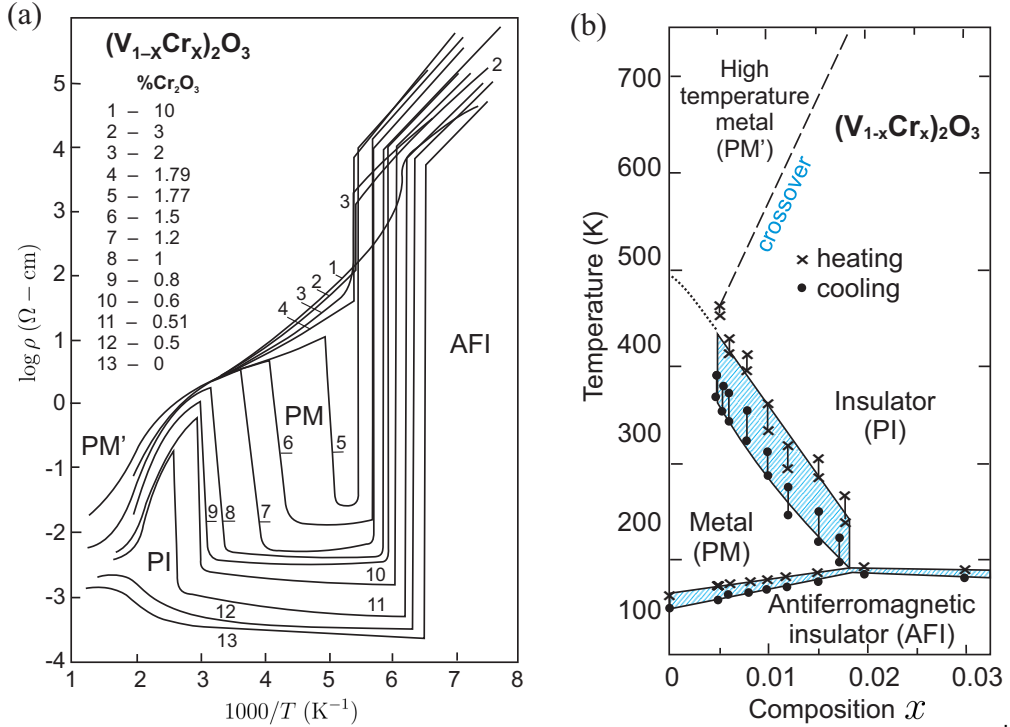 (a)
(V1–XCrX)2O3
%Cr2O3
1 – 10
2 – 3
3 – 2
4 – 1.79
5 – 1.77
6 – 1.5
7 – 1.2
8 – 1
9 – 0.8
10 – 0.6
11 – 0.51
12 – 0.5
13 – 0
log ρ (Ω – cm)
5
4
3
2
1
0
-1
-2
-3
-4
2
3
1
2
3
4
AFI
PM
6
5
PM'
9
8
7
PI
10
11
12
13
1
2
3
4
5
6
7
8
1000/T (K⁻¹)
(b)
Temperature (K)
700
600
500
400
300
200
100
High
temperature
metal
(PM')
(V1-xCrx)2O3
crossover
heating
cooling
Insulator
(PI)
Metal
(PM)
Antiferromagnetic
insulator (AFI)
0
0.01
0.02
0.03
Composition x
.